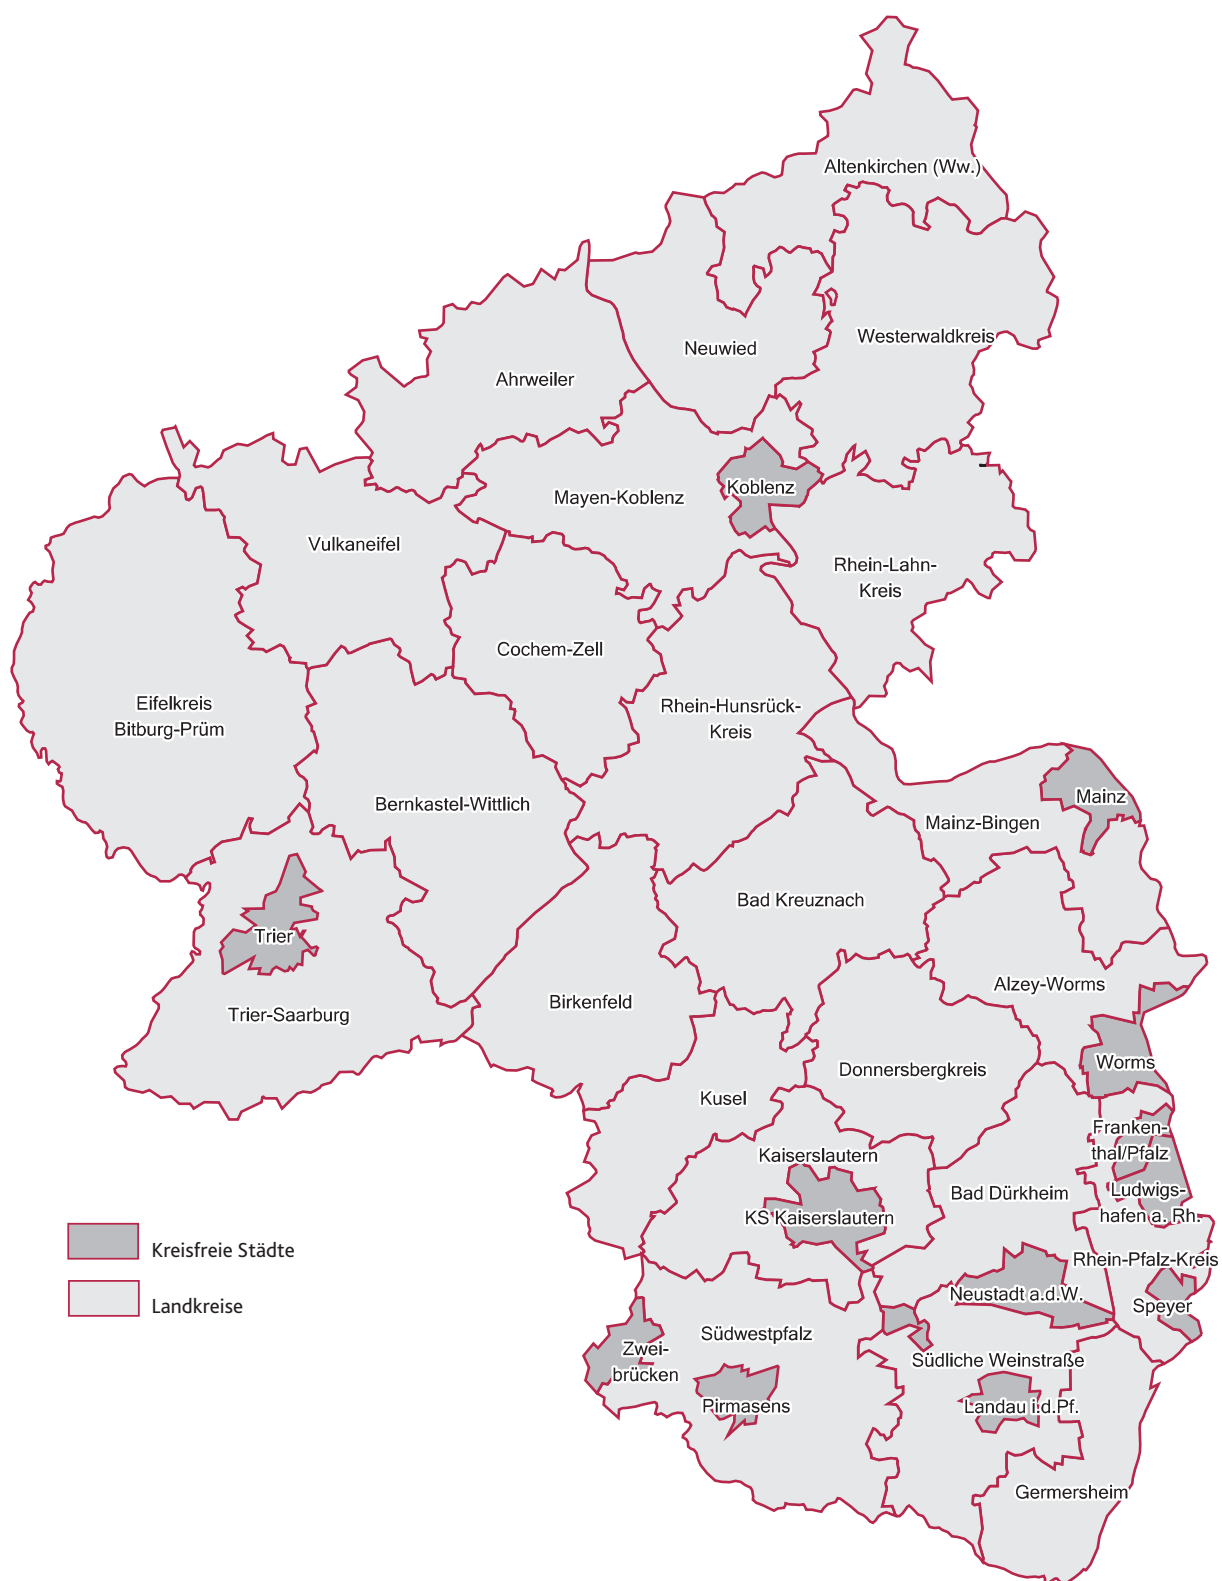 Altenkirchen (Ww.)
Westerwaldkreis
Neuwied
Ahrweiler
Koblenz
Mayen-Koblenz
Vulkaneifel
Rhein-Lahn-
Kreis
Cochem-Zell
Eifelkreis
Bitburg-Prüm
Rhein-Hunsrück-
Kreis
Bernkastel-Wittlich
Mainz
Mainz-Bingen
Bad Kreuznach
Trier
Alzey-Worms
Birkenfeld
Trier-Saarburg
Worms
Donnersbergkreis
Kusel
Franken-
thal/Pfalz
Kaiserslautern
Bad Dürkheim
Ludwigs-
hafen a. Rh.
KS Kaiserslautern
Kreisfreie Städte
Landkreise
Rhein-Pfalz-Kreis
Neustadt a.d.W.
Speyer
Südwestpfalz
Zwei-
brücken
Südliche Weinstraße
Pirmasens
Landau i.d.Pf.
Germersheim